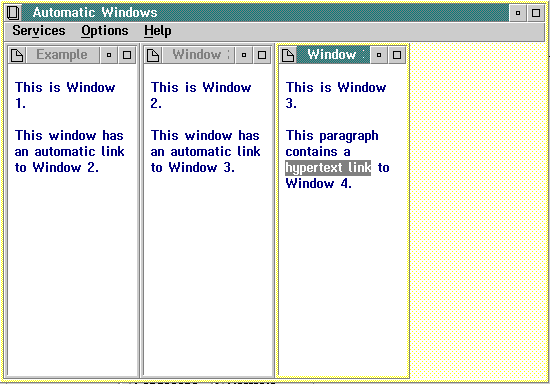 Automatic Windows
Services Options Help
Example
This is Window
1.
This window has
an automatic link
to Window 2.
Window
This is Window
2.
This window has
an automatic link
to Window 3.
Window
This is Window
3.
This paragraph
contains a
hypertext link to
Window 4.